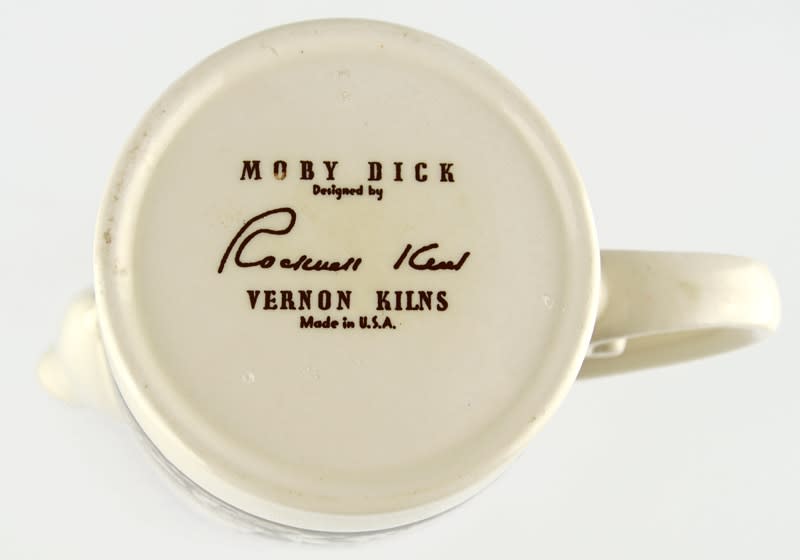 MOBY DICK
Designed by
Rockwell Kent
VERNON KILNS
Made in U.S.A.